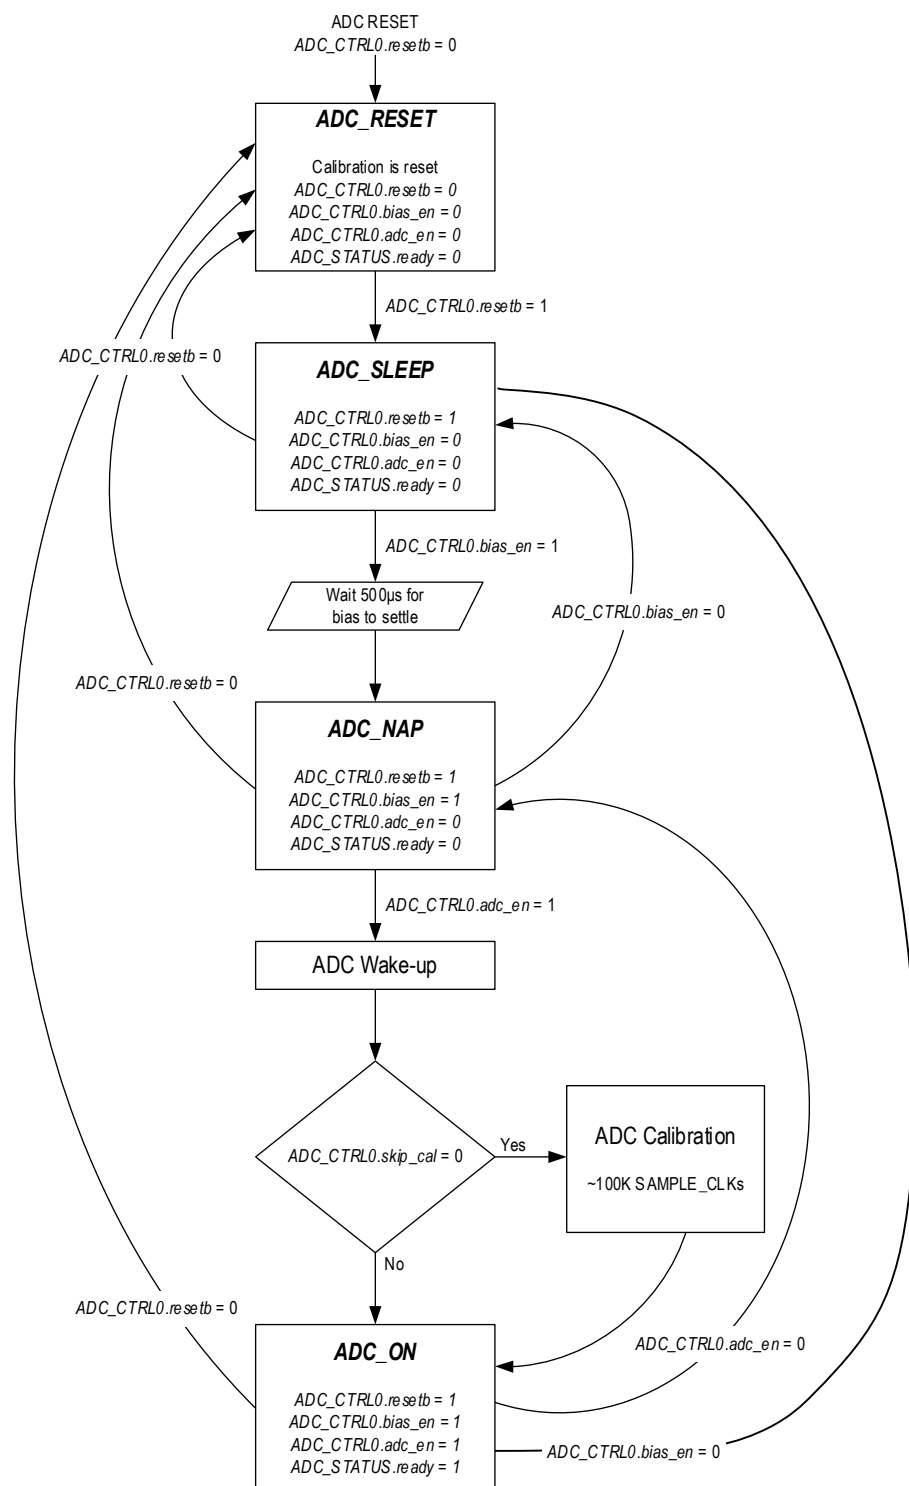 ADC RESET
ADC_CTRL0.resetb = 0
ADC_RESET
Calibration is reset
ADC_CTRL0.resetb = 0
ADC_CTRL0.bias_en = 0
ADC_CTRL0.adc_en = 0
ADC_STATUS.ready = 0
ADC_CTRL0.resetb = 1
ADC_CTRL0.resetb = 0
ADC_SLEEP
ADC_CTRL0.resetb = 1
ADC_CTRL0.bias_en = 0
ADC_CTRL0.adc_en = 0
ADC_STATUS.ready = 0
ADC_CTRL0.bias_en = 1
Wait 500μs for
bias to settle
ADC_CTRL0.bias_en = 0
ADC_CTRL0.resetb = 0
ADC_NAP
ADC_CTRL0.resetb = 1
ADC_CTRL0.bias_en = 1
ADC_CTRL0.adc_en = 0
ADC_STATUS.ready = 0
ADC_CTRL0.adc_en = 1
ADC Wake-up
ADC_CTRL0.skip_cal = 0
Yes
ADC Calibration
~100K SAMPLE_CLKs
No
ADC_CTRL0.resetb = 0
ADC_CTRL0.adc_en = 0
ADC_ON
ADC_CTRL0.resetb = 1
ADC_CTRL0.bias_en = 1
ADC_CTRL0.adc_en = 1
ADC_STATUS.ready = 1
ADC_CTRL0.bias_en = 0